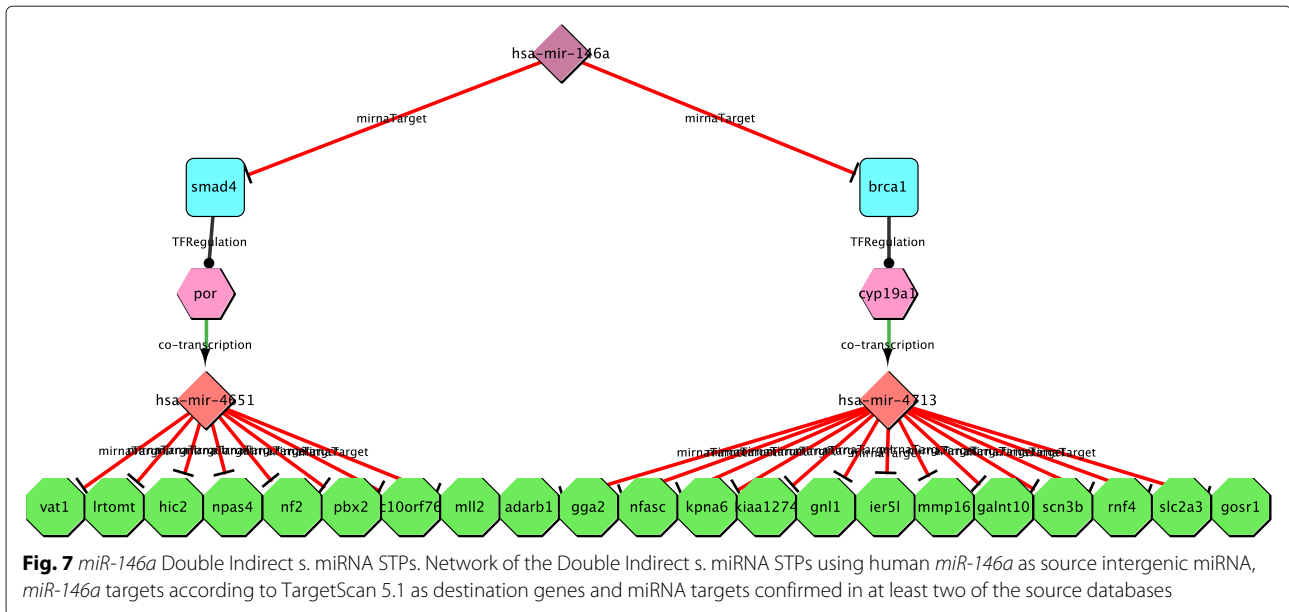 hsa-mir-146a
mirnaTarget mirnaTarget
smad4 brca1
TFRegulation TFRegulation
por cyp19a1
co-transcription co-transcription
hsa-mir-4651 hsa-mir-4713
vat1 lrtomt hic2 npas4 nf2 pbx2 c10orf76 mll2 adarb1 gga2 nfasc kpna6 kiaa1274 gnl1 ier5l mmp16 galnt10 scn3b rnf4 slc2a3 gosr1
Fig. 7 miR-146a Double Indirect s. miRNA STPs. Network of the Double Indirect s. miRNA STPs using human miR-146a as source intergenic miRNA,
miR-146a targets according to TargetScan 5.1 as destination genes and miRNA targets confirmed in at least two of the source databases